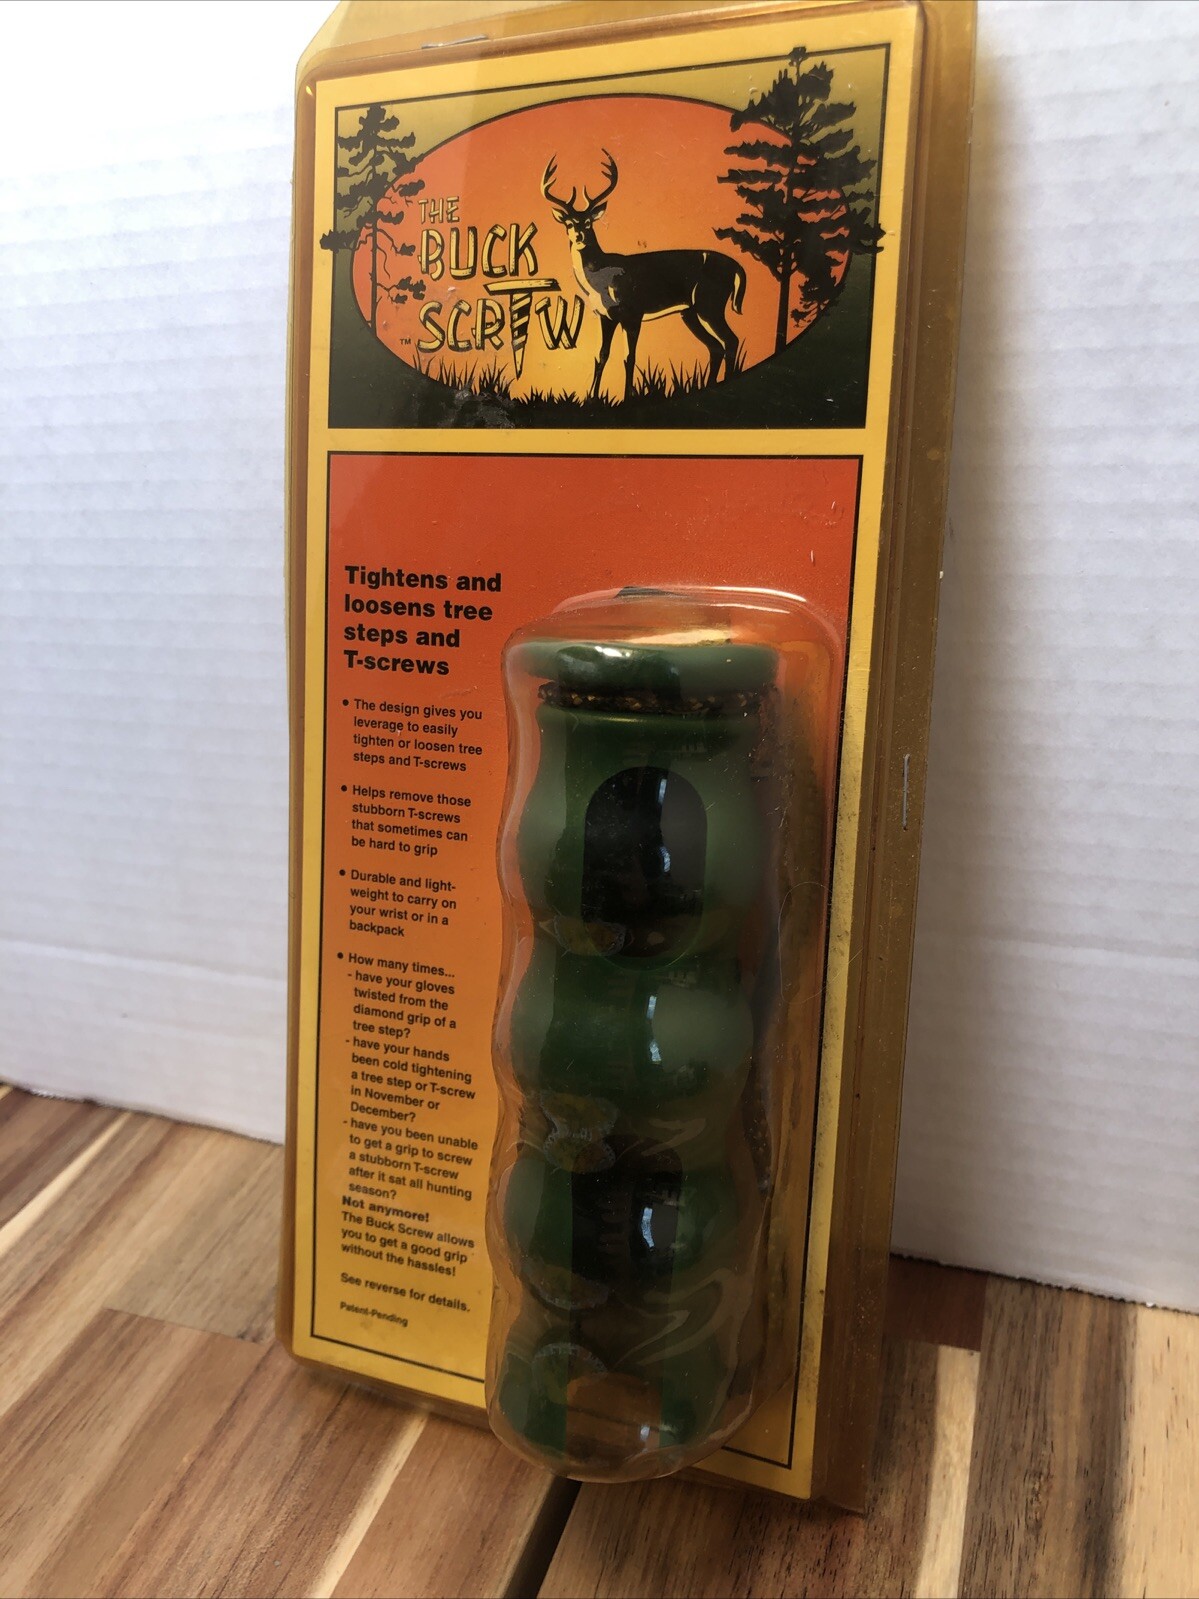 THE
BUCK
SCREW
TM
Tightens and
loosens tree
steps and
T-screws
• The design gives you
leverage to easily
tighten or loosen tree
steps and T-screws
• Helps remove those
stubborn T-screws
that sometimes can
be hard to grip
• Durable and light-
weight to carry on
your wrist or in a
backpack
• How many times...
- have your gloves
twisted from the
diamond grip of a
tree step?
- have your hands
been cold tightening
a tree step or T-screw
in November or
December?
- have you been unable
to get a grip to screw
a stubborn T-screw
after it sat all hunting
season?
Not anymore!
The Buck Screw allows
you to get a good grip
without the hassles!
See reverse for details.
Patent-Pending